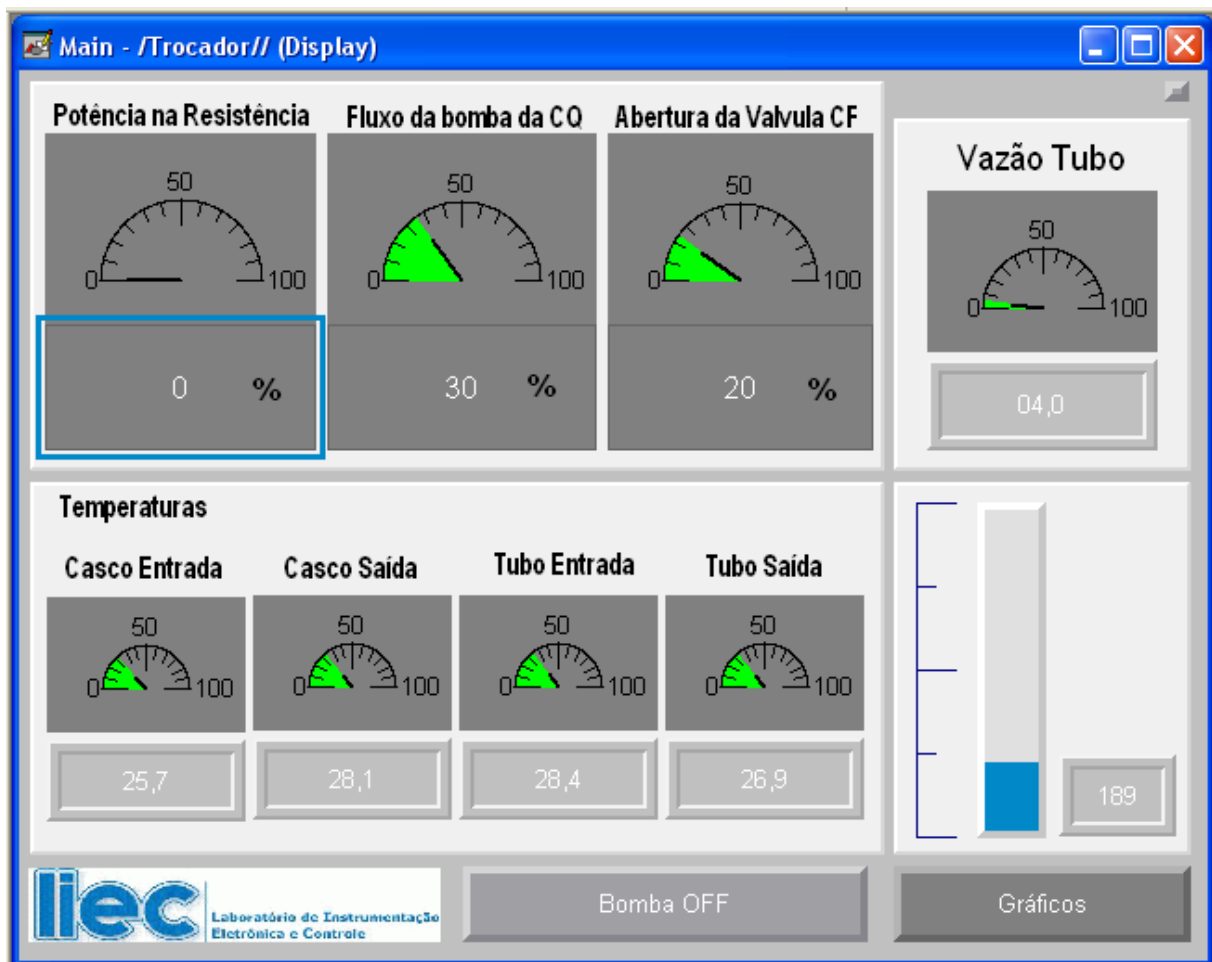 Main - /Trocador// (Display)
Potência na Resistência
Fluxo da bomba da CQ
Abertura da Valvula CF
Vazão Tubo
50
0
100
50
0
100
50
0
100
50
0
100
0 %
30 %
20 %
04,0
Temperaturas
Casco Entrada
Casco Saída
Tubo Entrada
Tubo Saída
50
0
100
50
0
100
50
0
100
50
0
100
25,7
28,1
28,4
26,9
189
liec
Laboratório de Instrumentação
Eletrônica e Controle
Bomba OFF
Gráficos